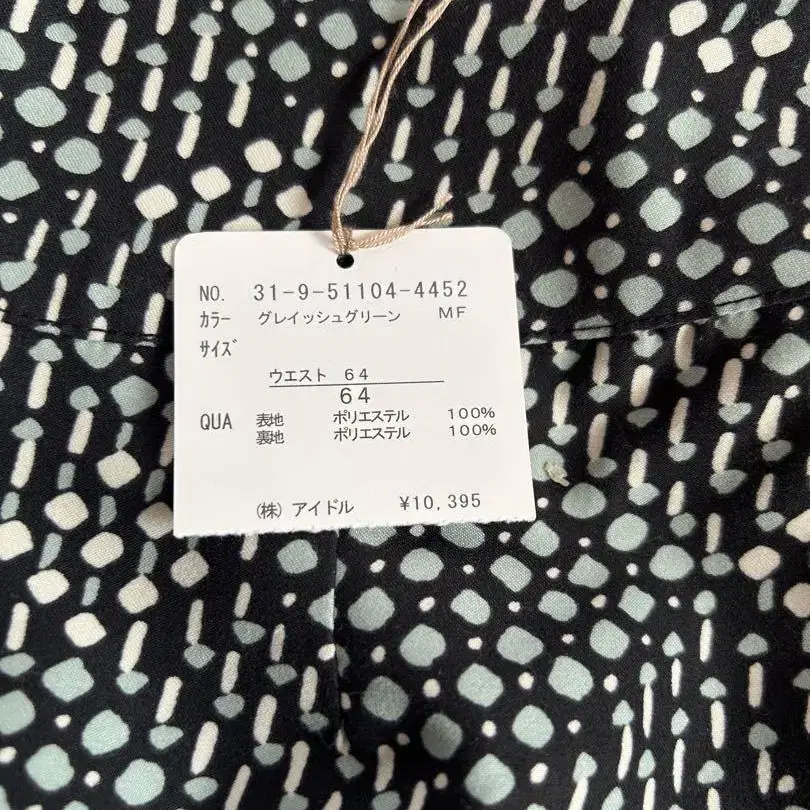 NO. 31-9-51104-4452
ｶﾗｰ グレイッシュグリーン MF
ｻｲｽﾞ
ウエスト 64
64
QUA 表地 ポリエステル 100%
裏地 ポリエステル 100%
(株) アイドル ¥10,395